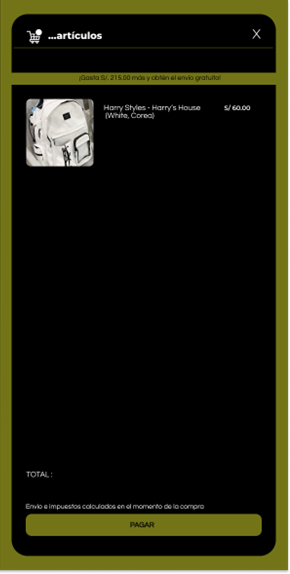 ...artículos
X
¡Gasta S/. 215.00 más y obtén el envío gratuito!
Harry Styles - Harry's House S/ 60.00
(White, Corea)
TOTAL :
Envío e impuestos calculados en el momento de la compra
PAGAR